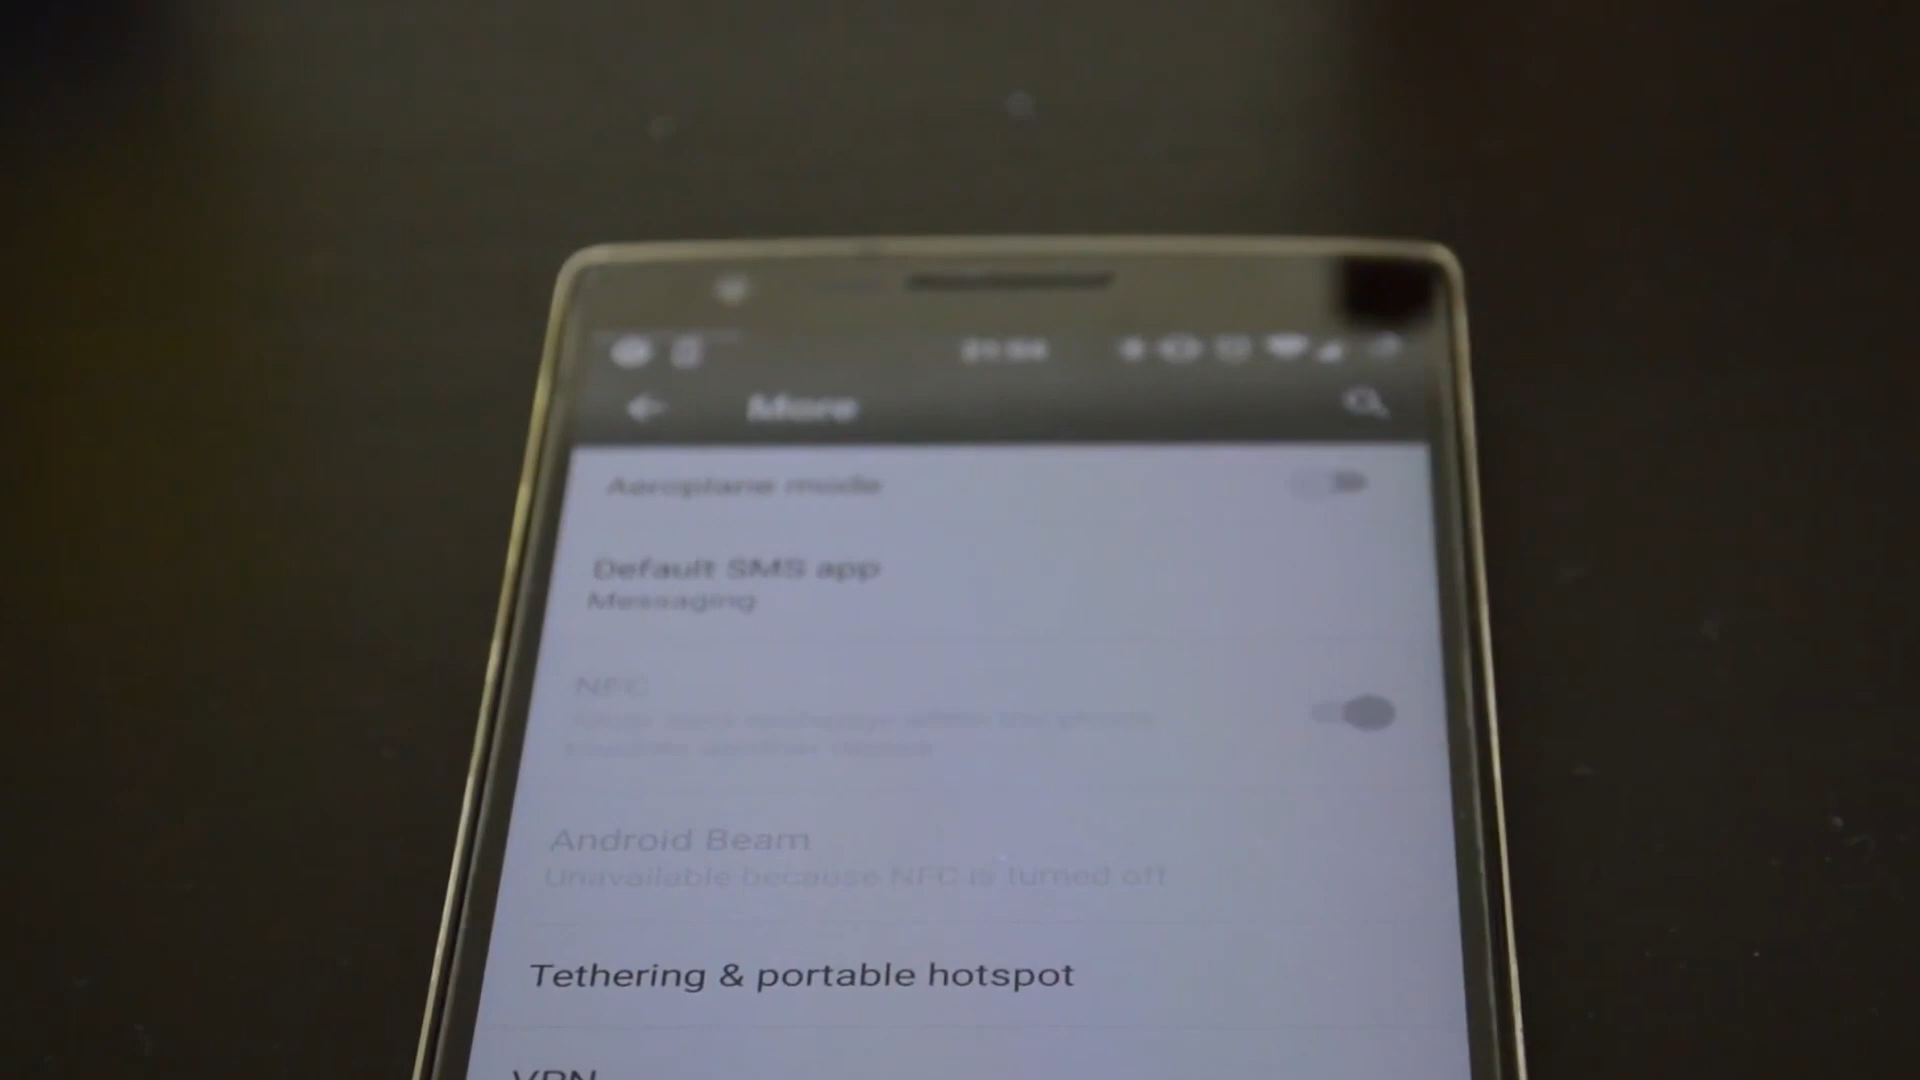 More
Aeroplane mode
Default SMS app
Messaging
NFC
Android Beam
Unavailable because NFC is turned off
Tethering & portable hotspot
VPN